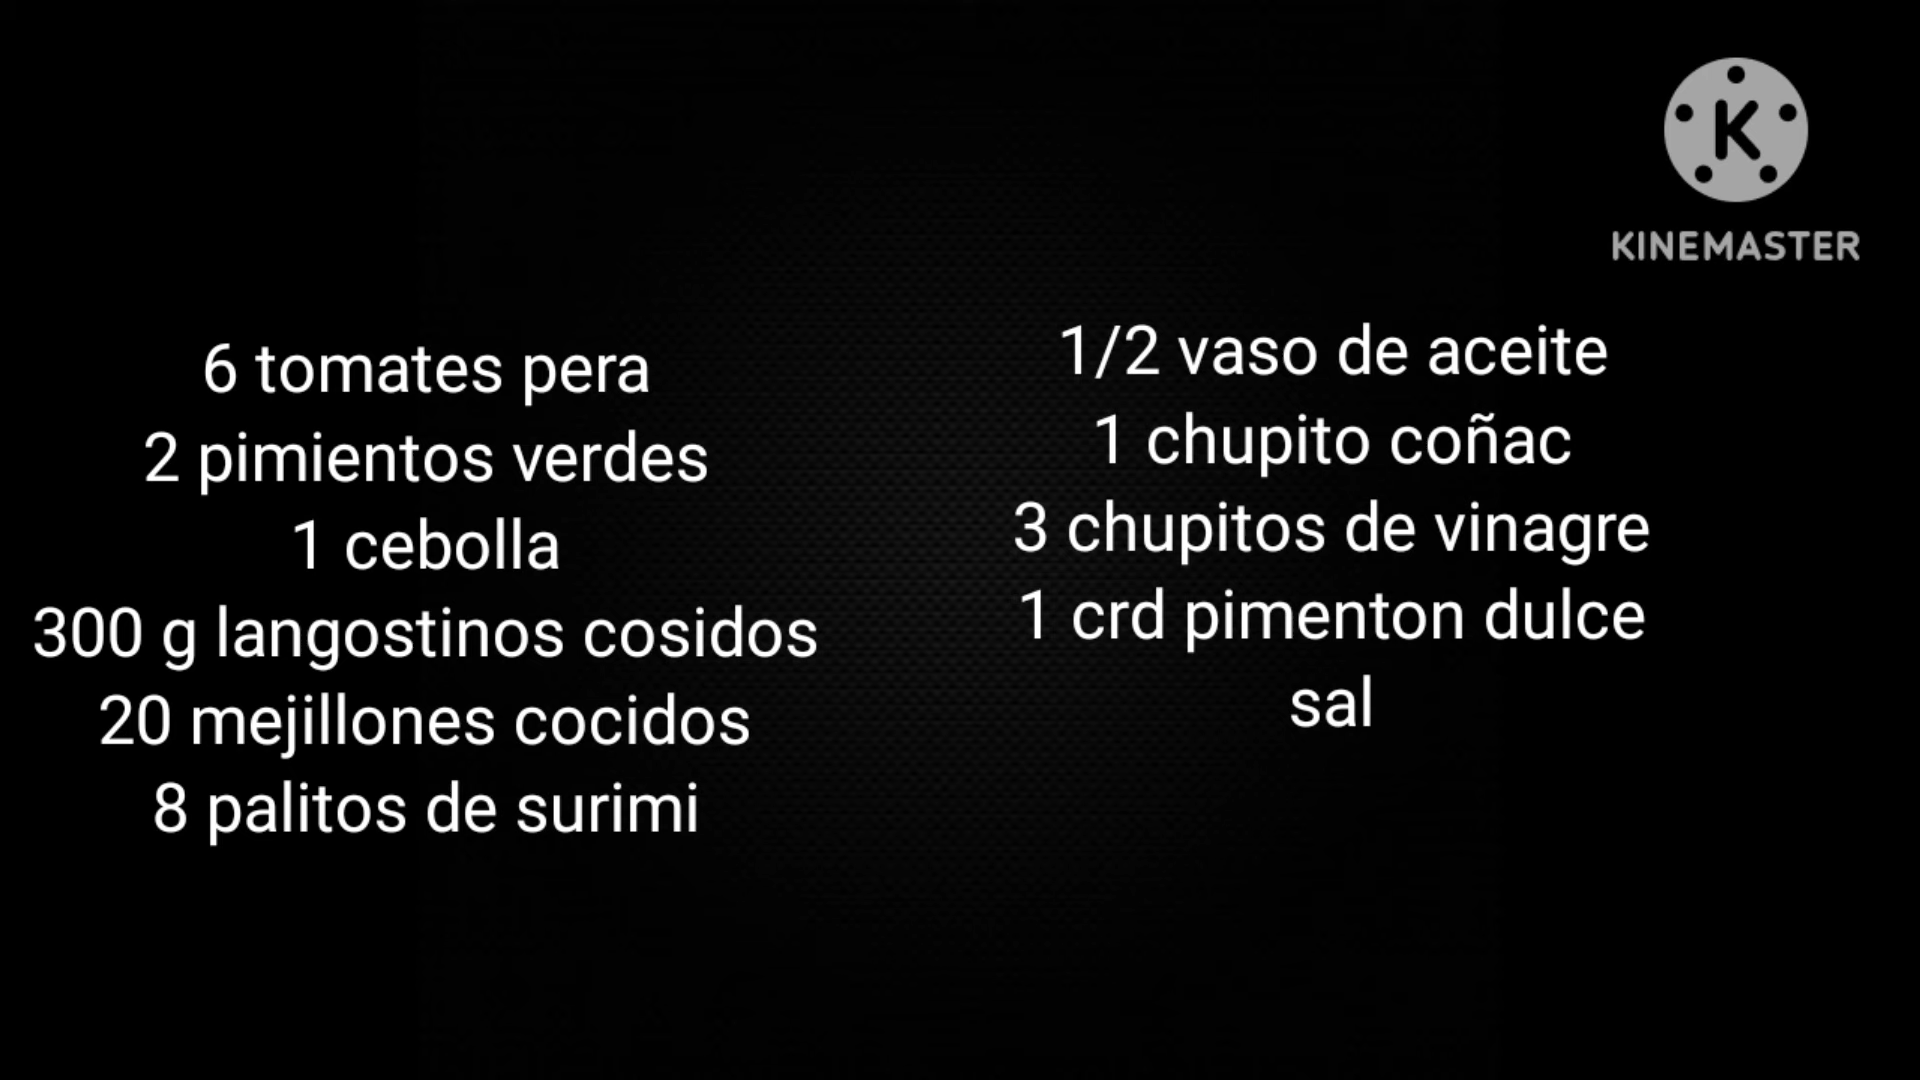 KINEMASTER
6 tomates pera
2 pimientos verdes
1 cebolla
300 g langostinos cosidos
20 mejillones cocidos
8 palitos de surimi
1/2 vaso de aceite
1 chupito coñac
3 chupitos de vinagre
1 crd pimenton dulce
sal